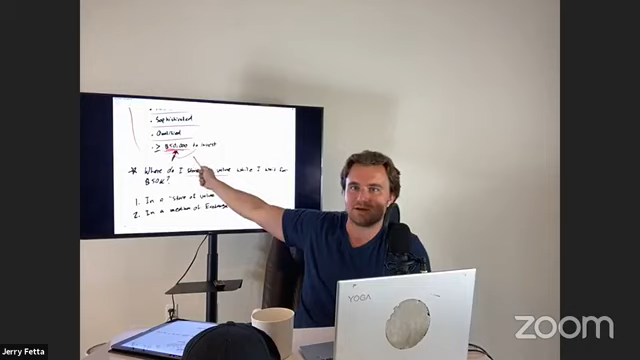 · Sophisticated
· Qualified
· ≥ $50,000 to invest
* Where do I store value while I wait for
$50K?
1. In a "store of value
2. In a medium of Exchange
YOGA
zoom
Jerry Fetta